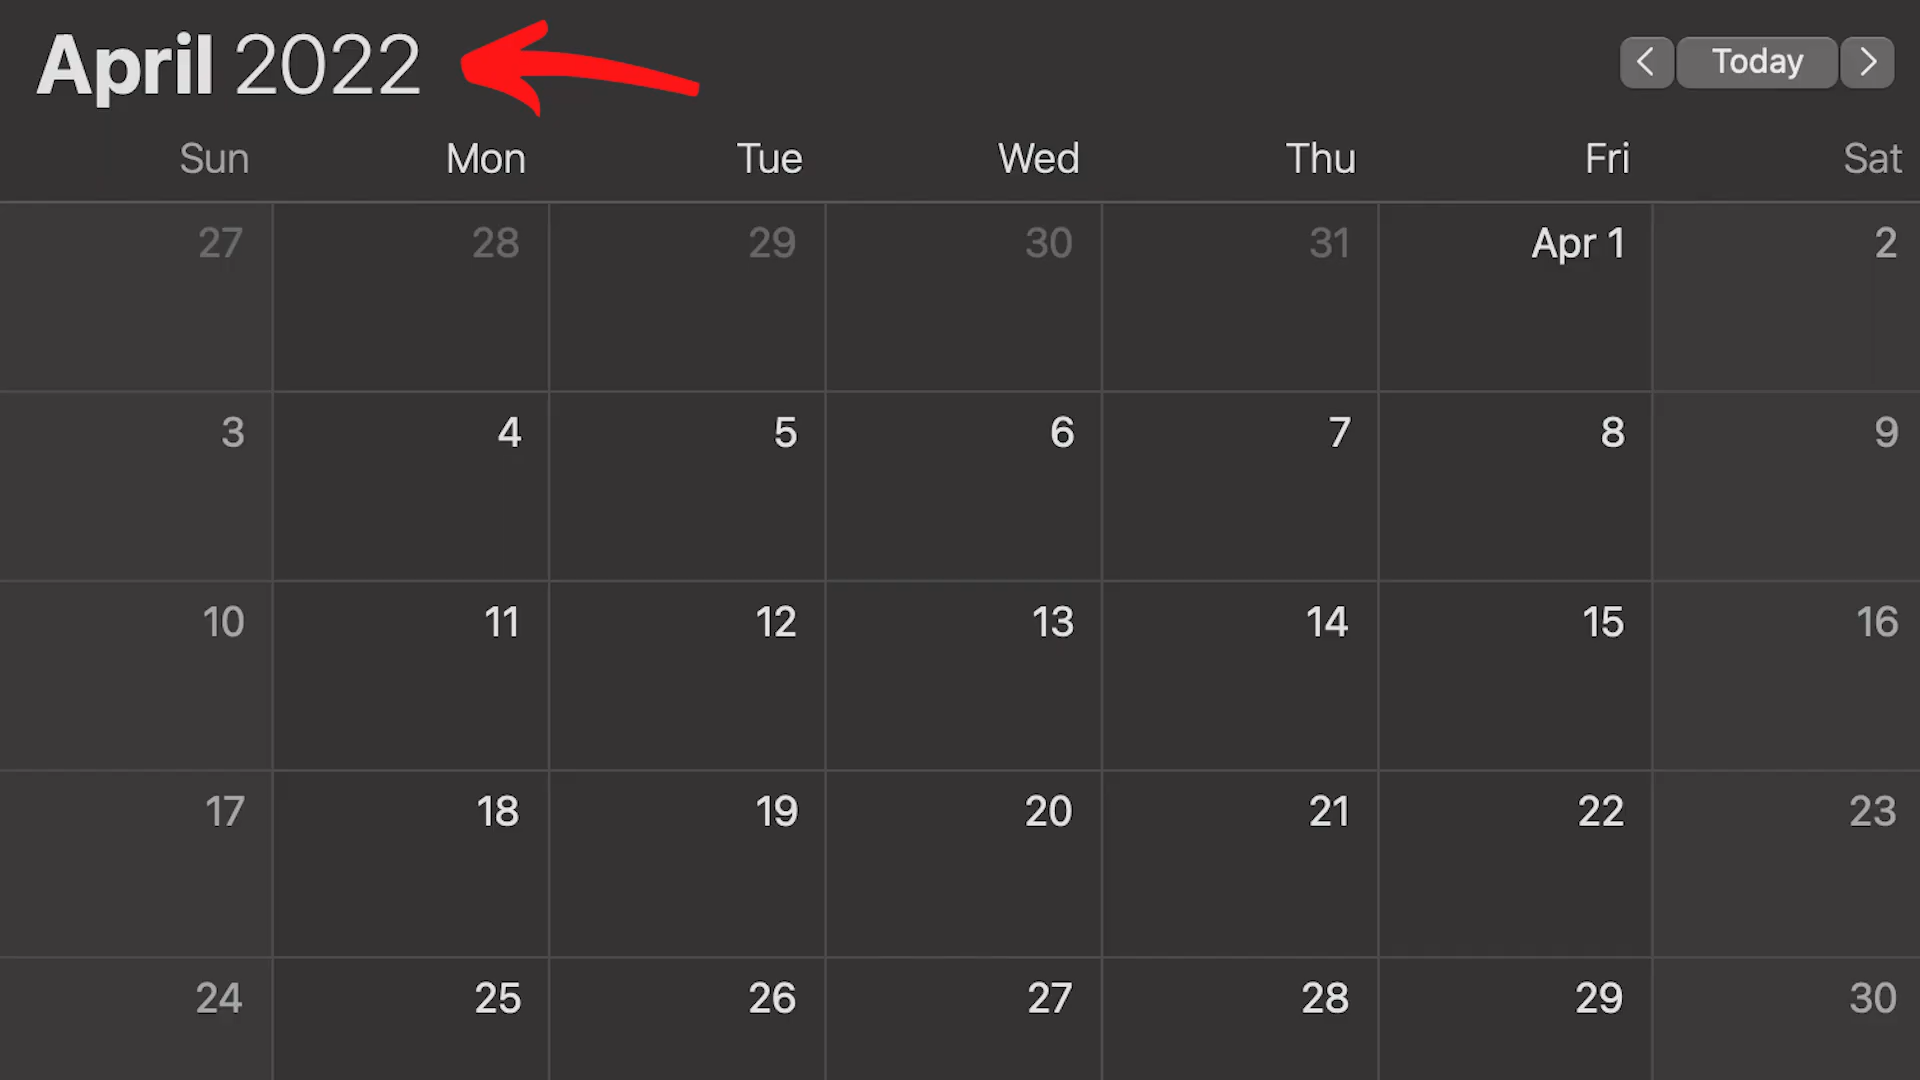 April 2022
Today
Sun Mon Tue Wed Thu Fri Sat
27 28 29 30 31 Apr 1 2
3 4 5 6 7 8 9
10 11 12 13 14 15 16
17 18 19 20 21 22 23
24 25 26 27 28 29 30